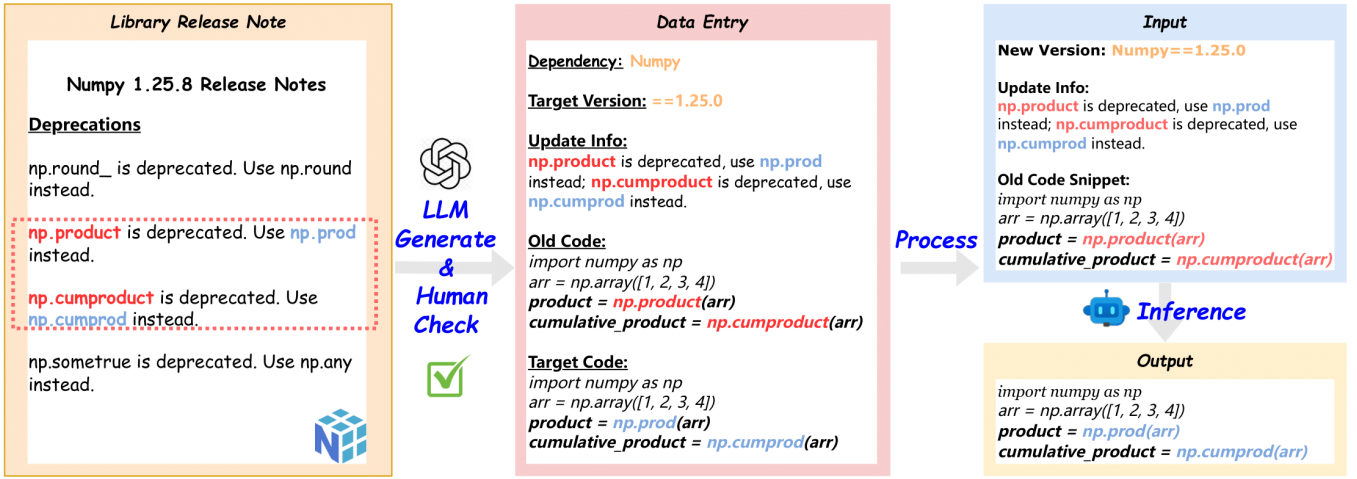 Library Release Note
Numpy 1.25.8 Release Notes
Deprecations
np.round_ is deprecated. Use np.round
instead.
np.product is deprecated. Use np.prod
instead.
np.cumproduct is deprecated. Use
np.cumprod instead.
np.sometrue is deprecated. Use np.any
instead.
LLM
Generate
&
Human
Check
Data Entry
Dependency: Numpy
Target Version: ==1.25.0
Update Info:
np.product is deprecated, use np.prod
instead; np.cumproduct is deprecated, use
np.cumprod instead.
Old Code:
import numpy as np
arr = np.array([1, 2, 3, 4])
product = np.product(arr)
cumulative_product = np.cumproduct(arr)
Target Code:
import numpy as np
arr = np.array([1, 2, 3, 4])
product = np.prod(arr)
cumulative_product = np.cumprod(arr)
Process
Input
New Version: Numpy==1.25.0
Update Info:
np.product is deprecated, use np.prod
instead; np.cumproduct is deprecated, use
np.cumprod instead.
Old Code Snippet:
import numpy as np
arr = np.array([1, 2, 3, 4])
product = np.product(arr)
cumulative_product = np.cumproduct(arr)
Inference
Output
import numpy as np
arr = np.array([1, 2, 3, 4])
product = np.prod(arr)
cumulative_product = np.cumprod(arr)